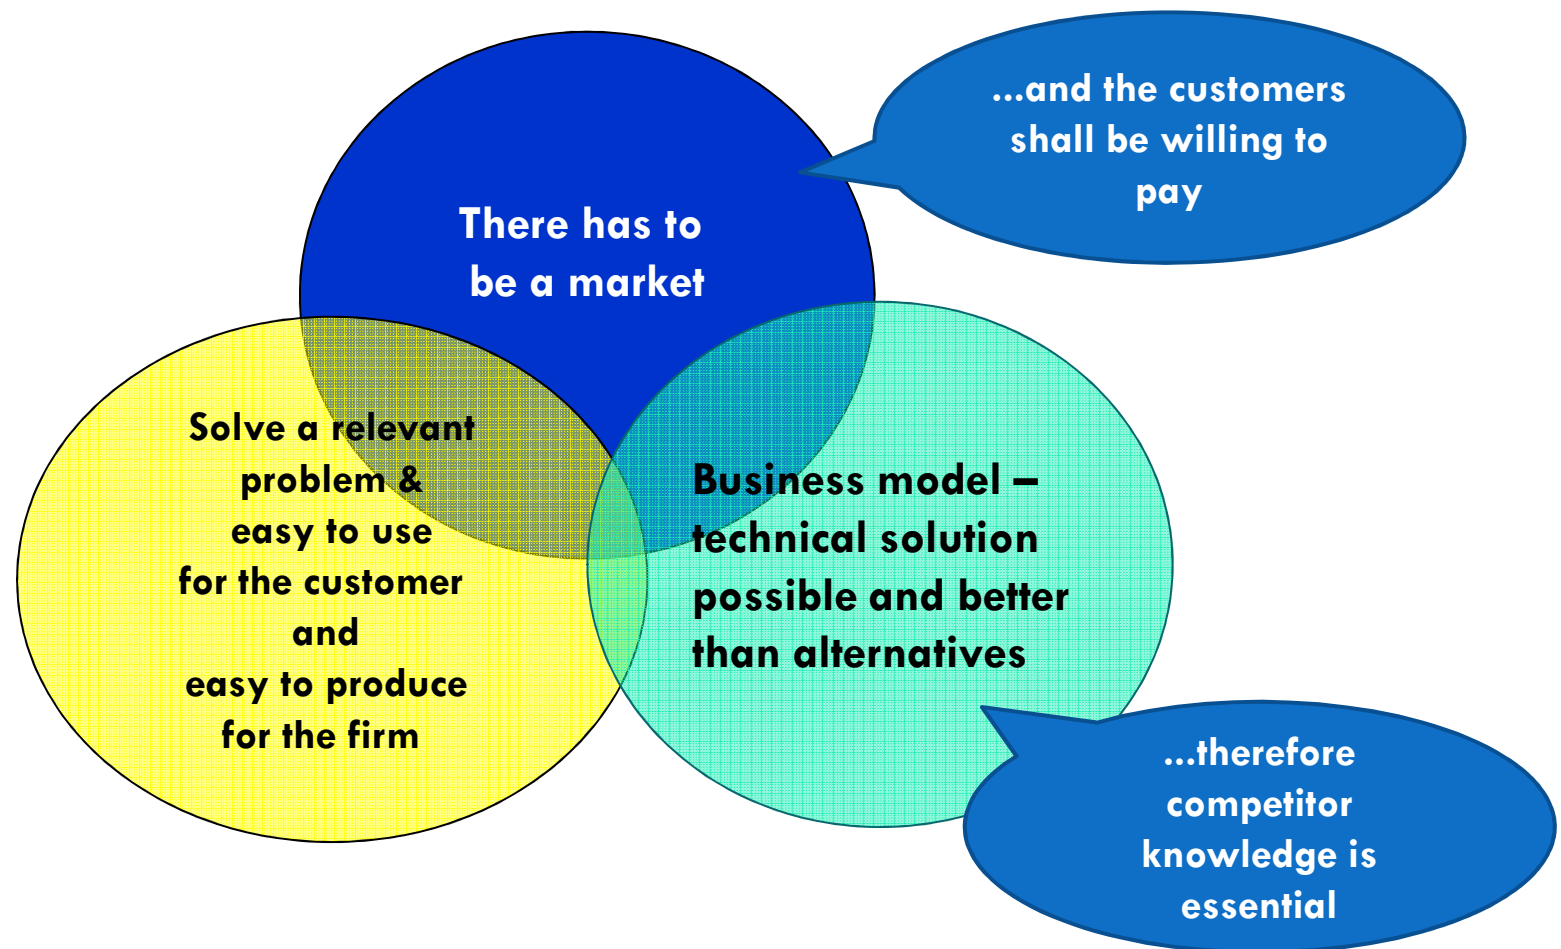 ...and the customers
shall be willing to
pay
There has to
be a market
Solve a relevant
problem &
easy to use
for the customer
and
easy to produce
for the firm
Business model –
technical solution
possible and better
than alternatives
...therefore
competitor
knowledge is
essential